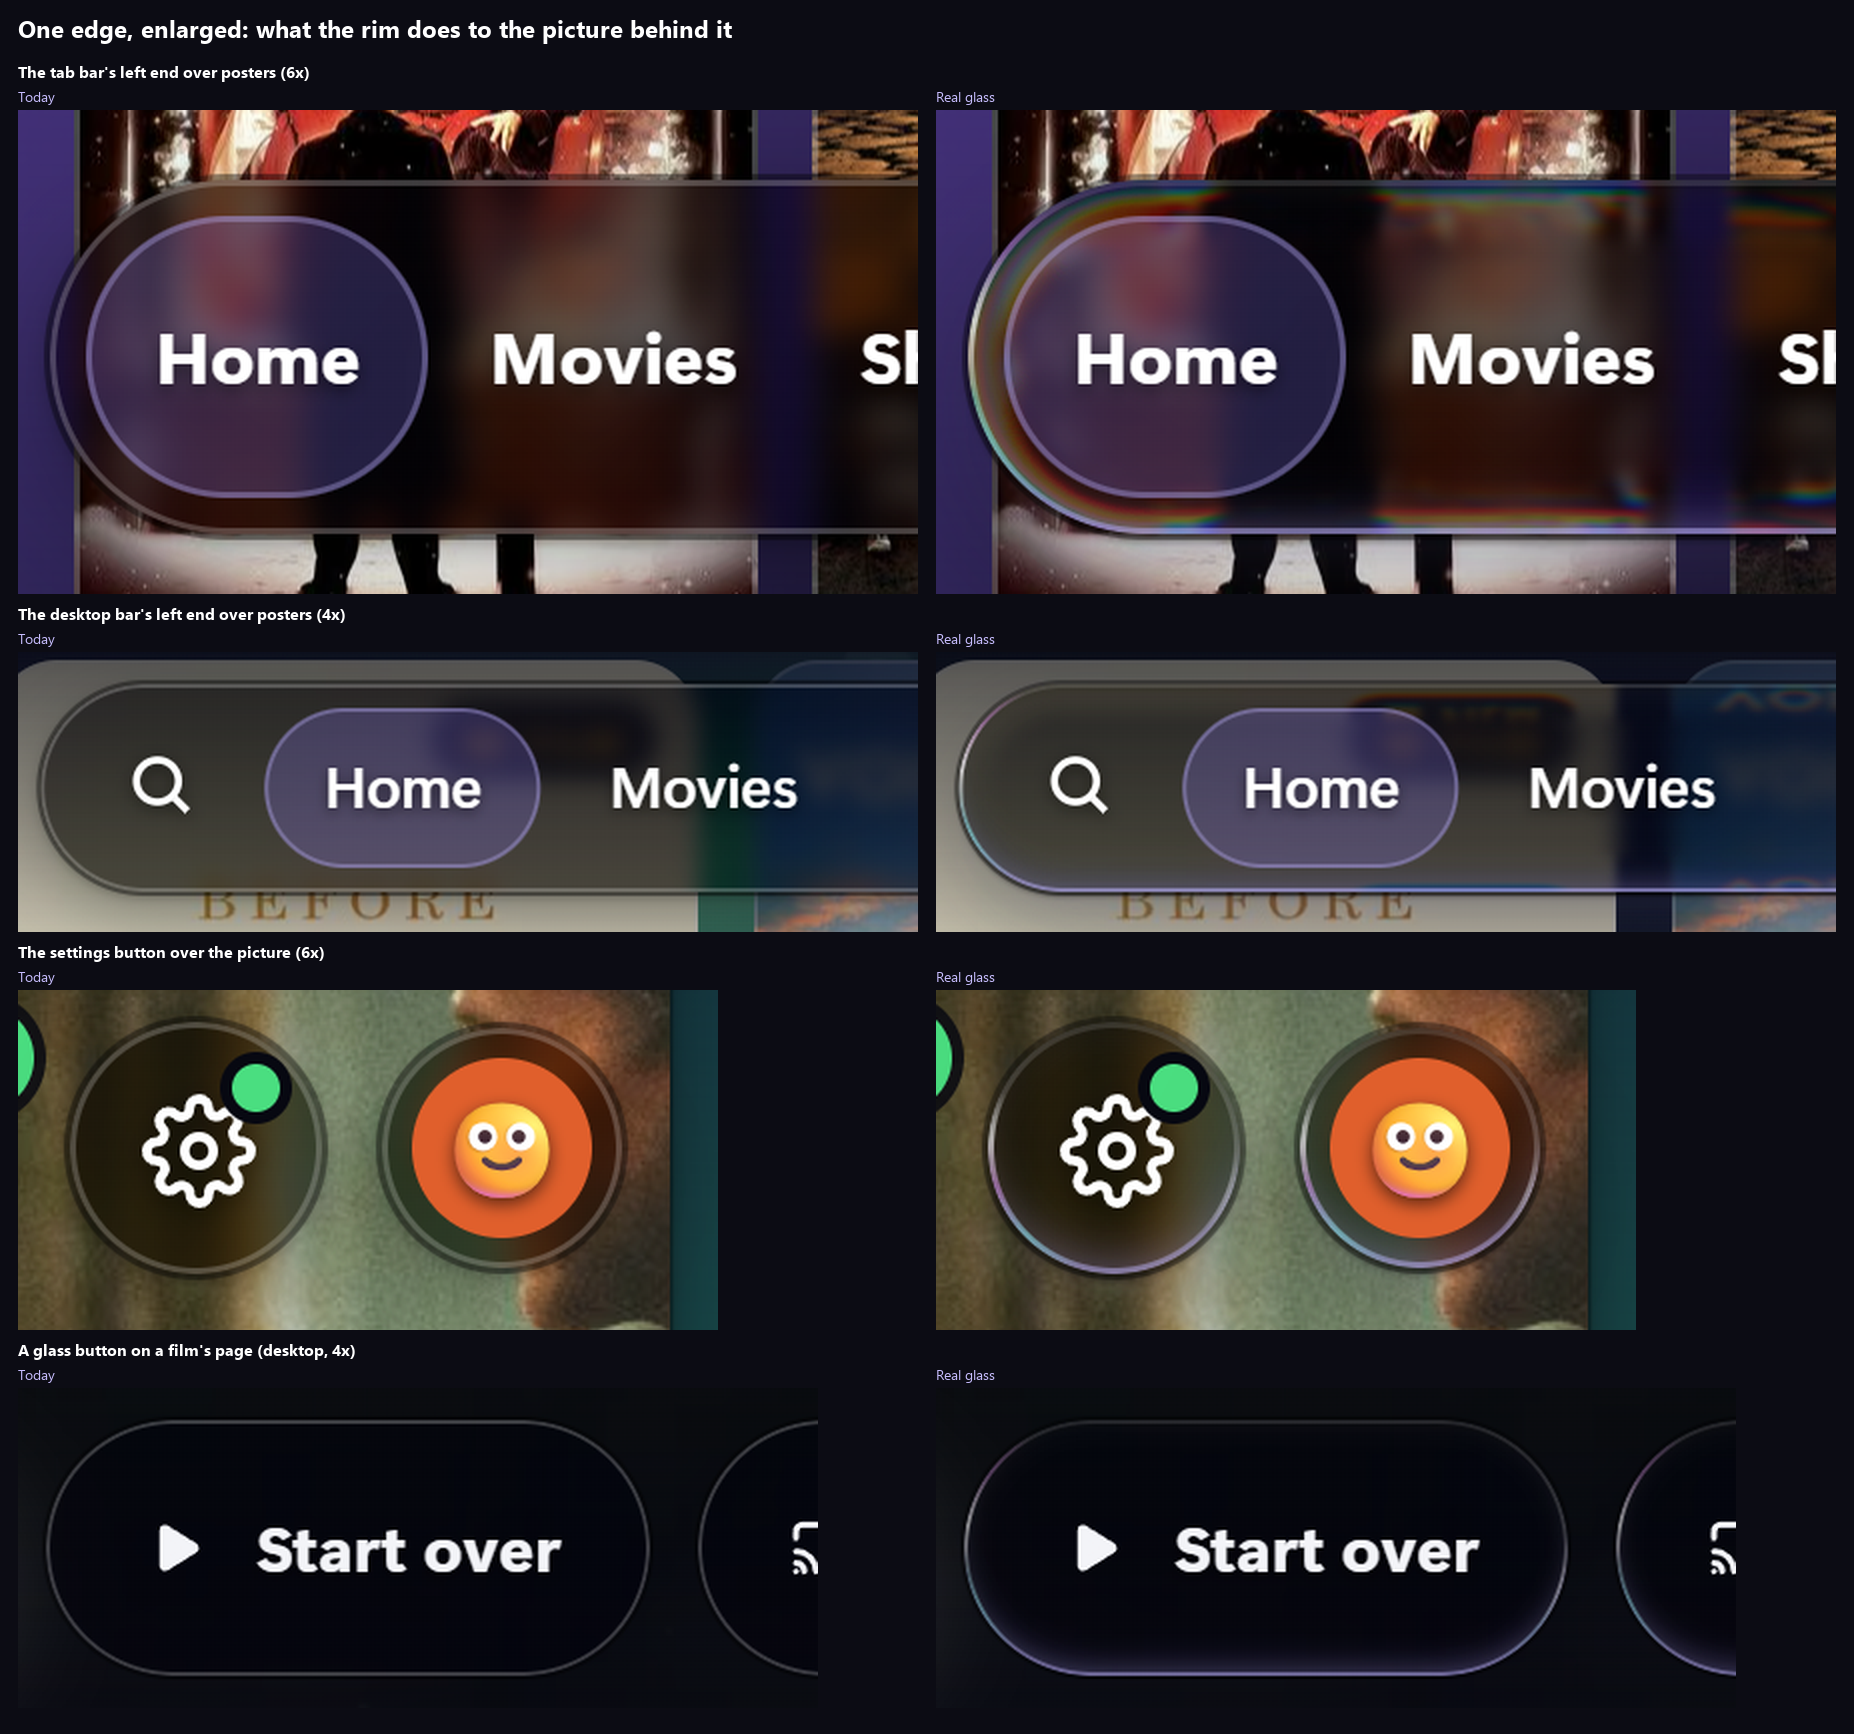 One edge, enlarged: what the rim does to the picture behind it
The tab bar's left end over posters (6x)
Today
Real glass
Home Movies
Home Movies
The desktop bar's left end over posters (4x)
Today
Real glass
Home Movies
Home Movies
BEFORE
BEFORE
The settings button over the picture (6x)
Today
Real glass
A glass button on a film's page (desktop, 4x)
Today
Real glass
Start over
Start over